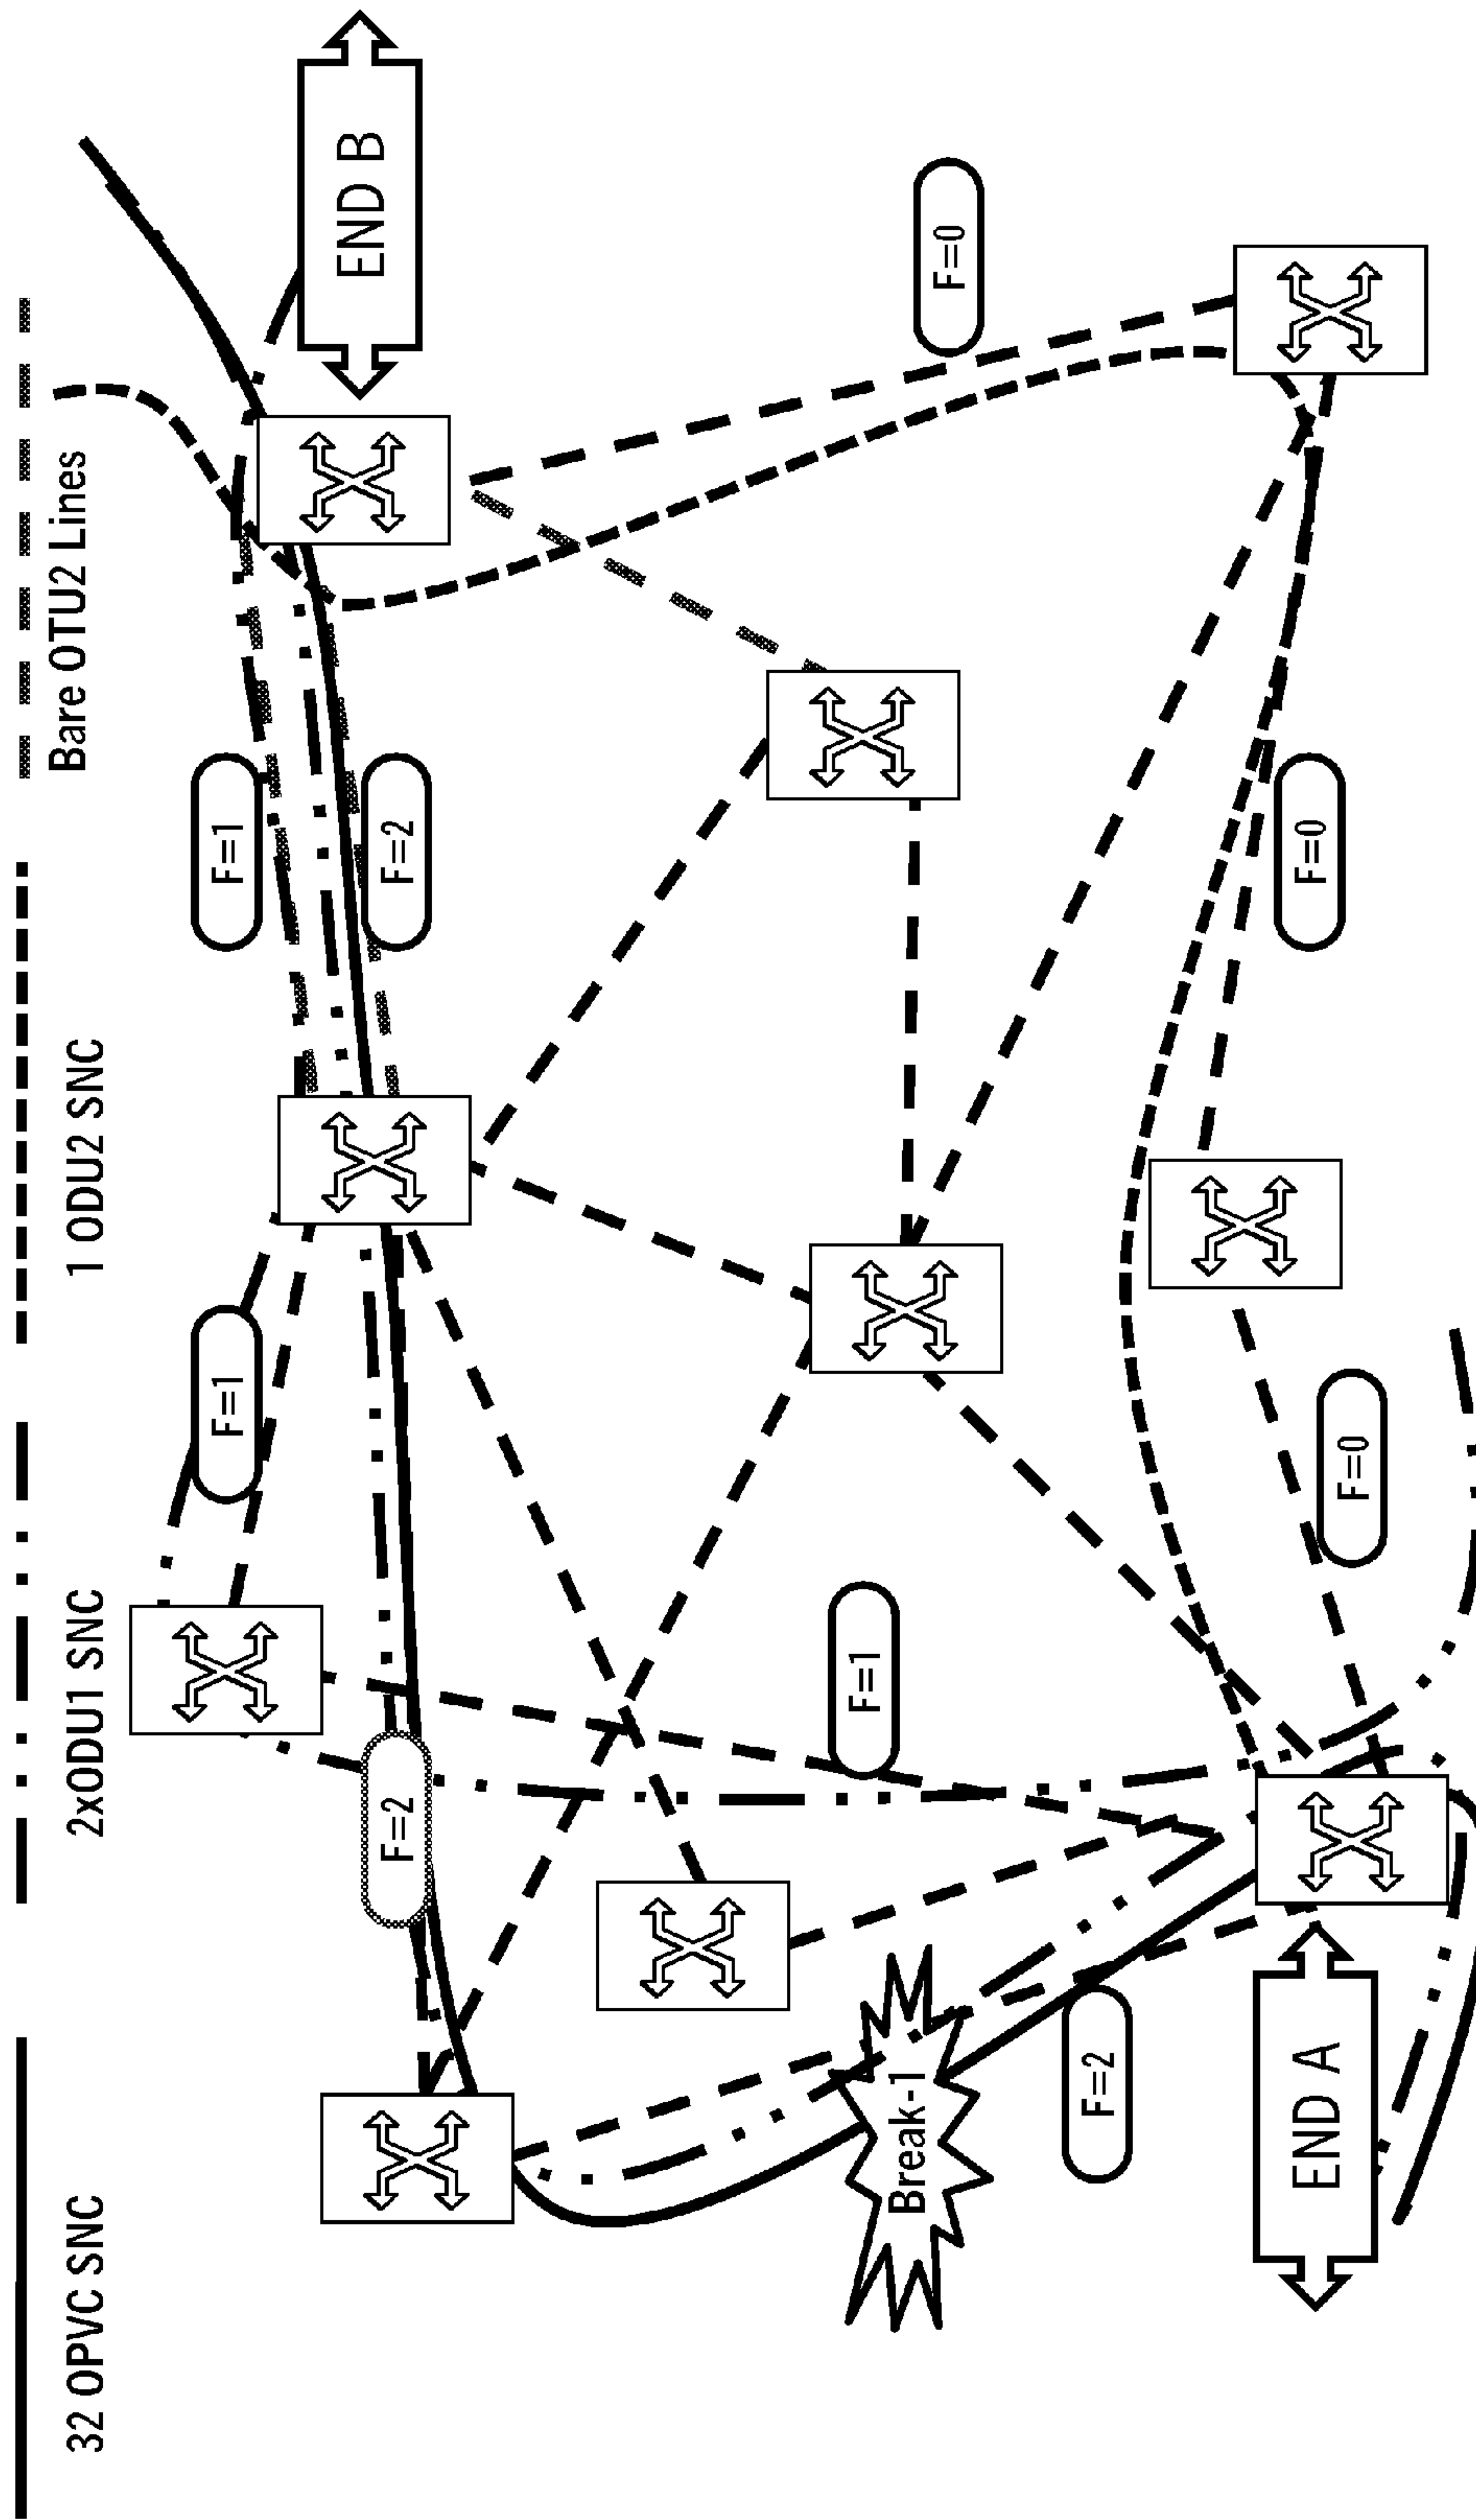 32 OPVC SNC
2xODU1 SNC
1 ODU2 SNC
Bare OTU2 Lines
F=1
F=1
F=2
F=2
END B
F=1
Break-1
F=0
F=2
END A
F=0
F=0